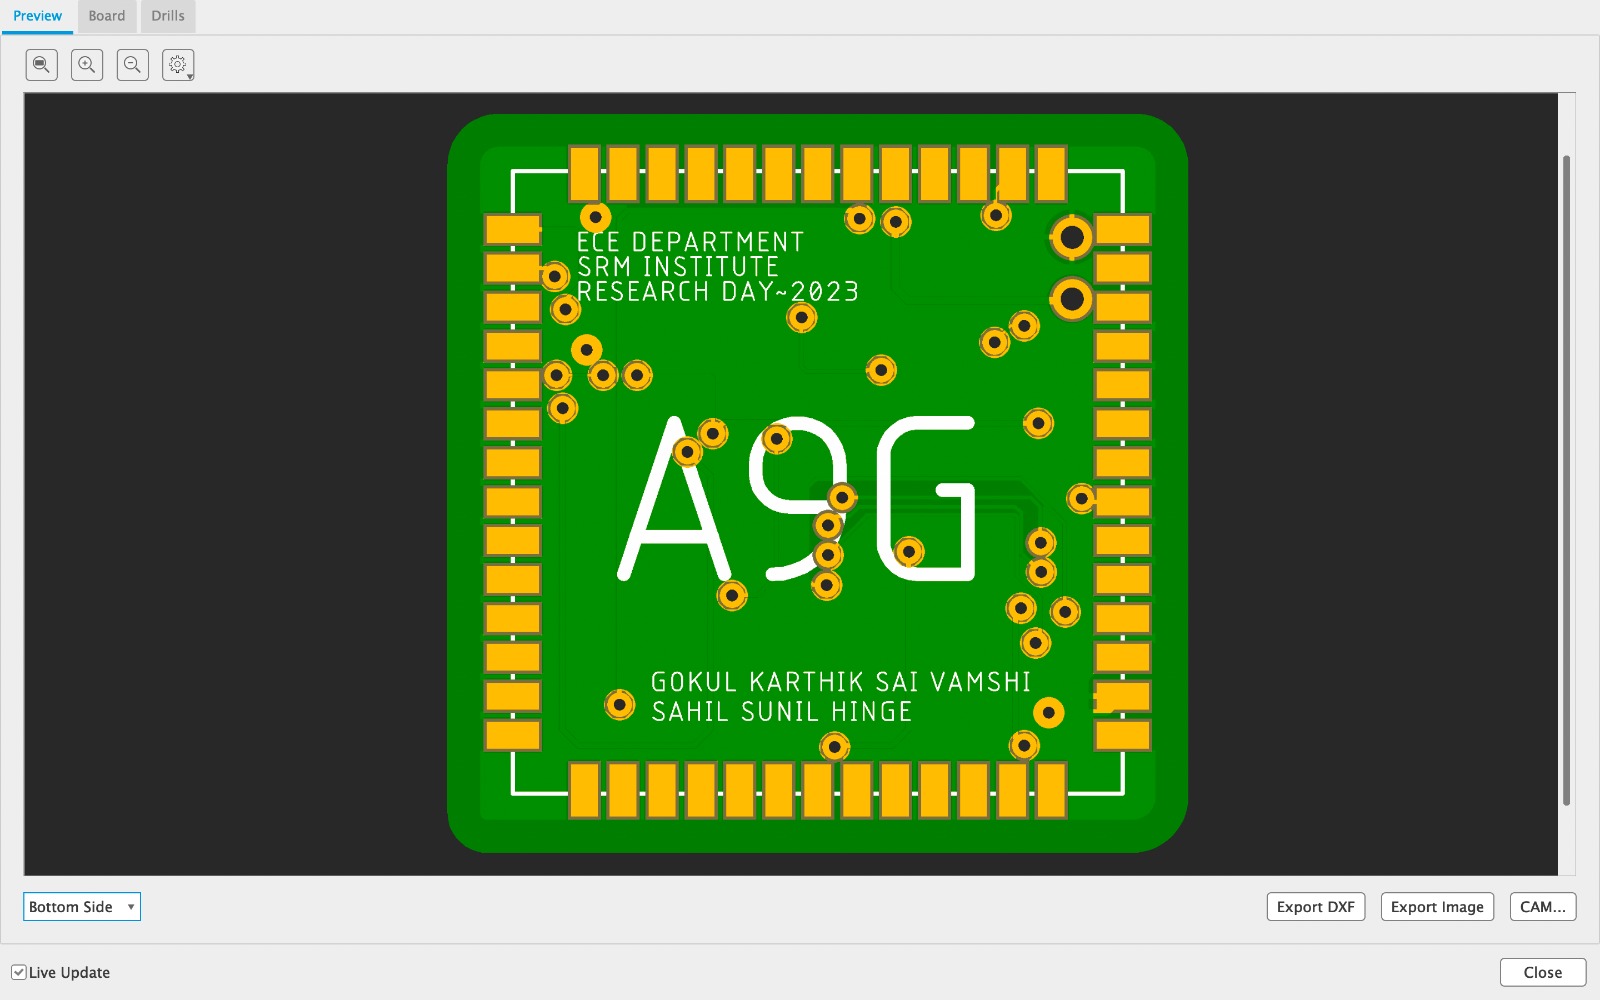 Preview Board Drills
ECE DEPARTMENT
SRM INSTITUTE
RESEARCH DAY~2023
A9G
GOKUL KARTHIK SAI VAMSHI
SAHIL SUNIL HINGE
Bottom Side Export DXF Export Image CAM...
Live Update Close